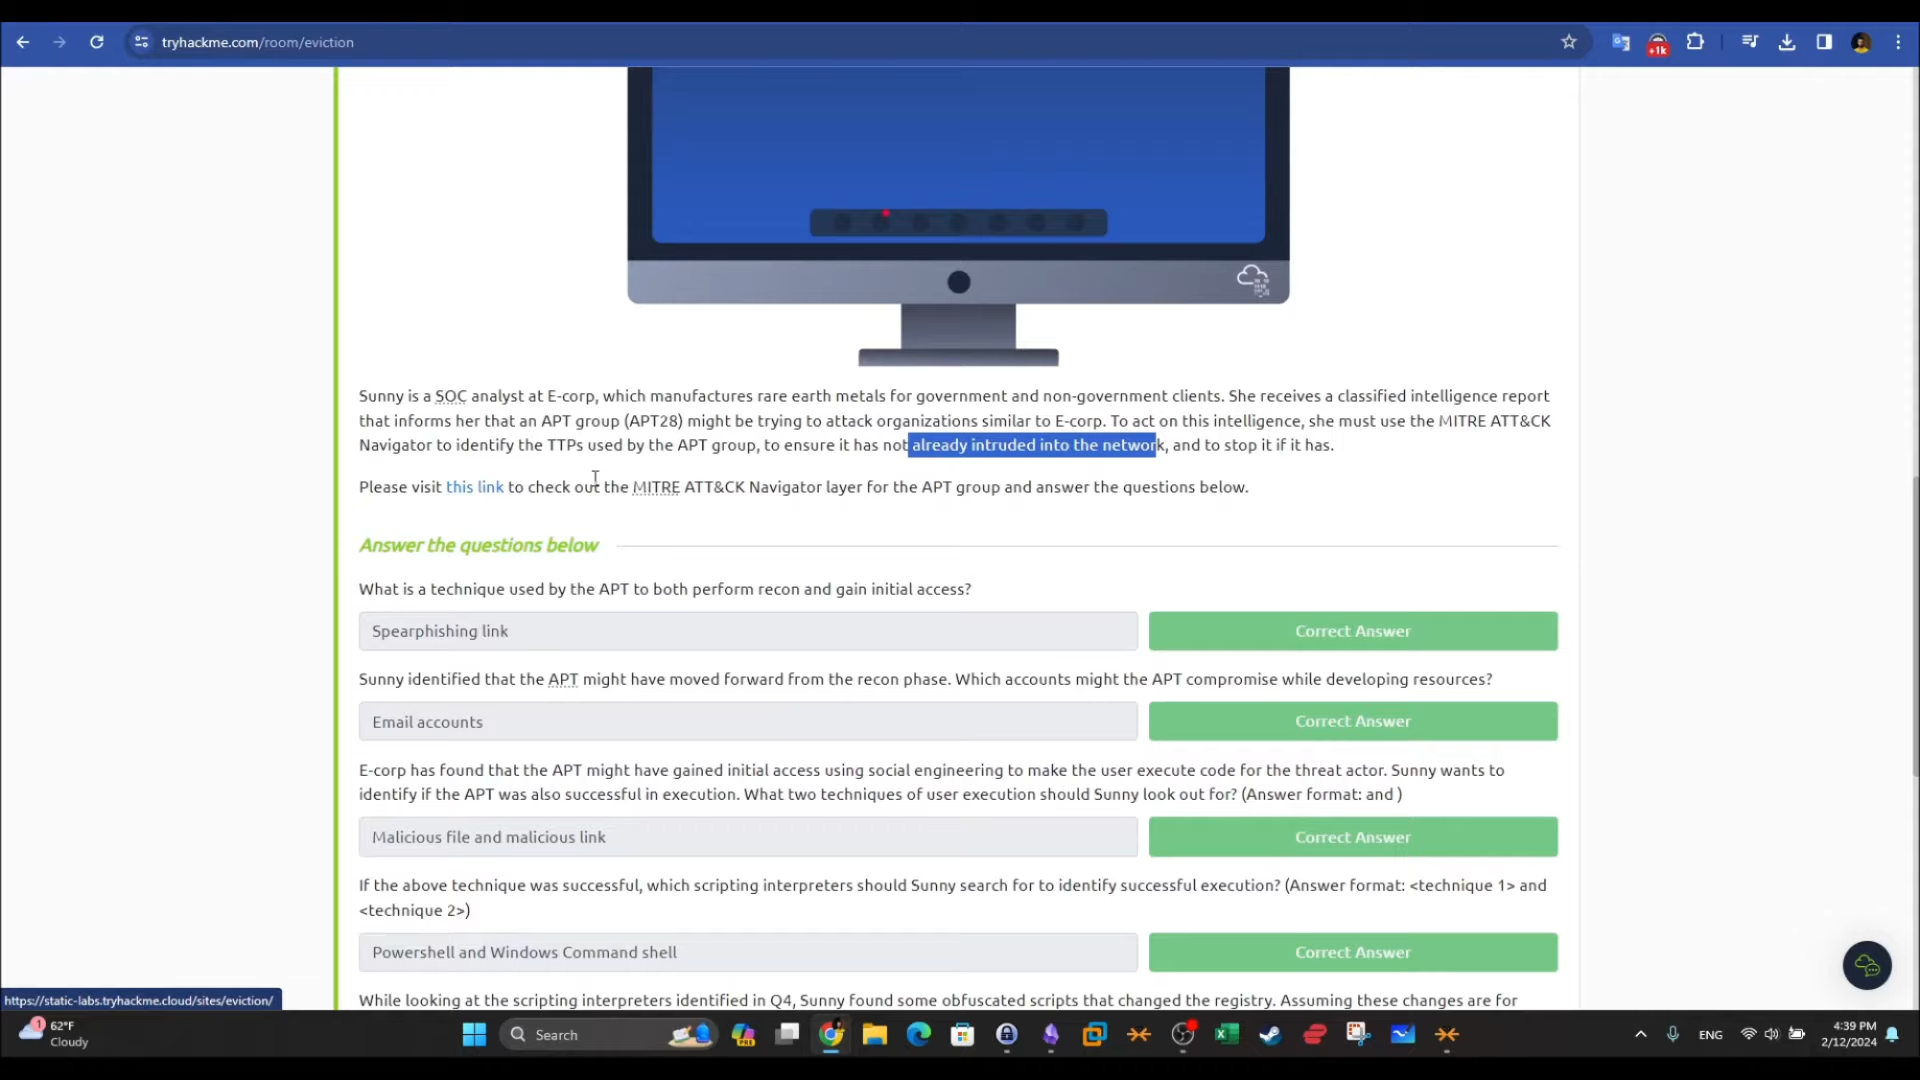 tryhackme.com/room/eviction
+1k
Sunny is a SOC analyst at E-corp, which manufactures rare earth metals for government and non-government clients. She receives a classified intelligence report
that informs her that an APT group (APT28) might be trying to attack organizations similar to E-corp. To act on this intelligence, she must use the MITRE ATT&CK
Navigator to identify the TTPs used by the APT group, to ensure it has not already intruded into the network, and to stop it if it has.
Please visit this link to check out the MITRE ATT&CK Navigator layer for the APT group and answer the questions below.
Answer the questions below
What is a technique used by the APT to both perform recon and gain initial access?
Spearphishing link
Correct Answer
Sunny identified that the APT might have moved forward from the recon phase. Which accounts might the APT compromise while developing resources?
Email accounts
Correct Answer
E-corp has found that the APT might have gained initial access using social engineering to make the user execute code for the threat actor. Sunny wants to
identify if the APT was also successful in execution. What two techniques of user execution should Sunny look out for? (Answer format: and )
Malicious file and malicious link
Correct Answer
If the above technique was successful, which scripting interpreters should Sunny search for to identify successful execution? (Answer format: <technique 1> and
<technique 2>)
Powershell and Windows Command shell
Correct Answer
While looking at the scripting interpreters identified in Q4, Sunny found some obfuscated scripts that changed the registry. Assuming these changes are for
https://static-labs.tryhackme.cloud/sites/eviction/
1
62°F
Cloudy
Search
ENG
4:39 PM
2/12/2024